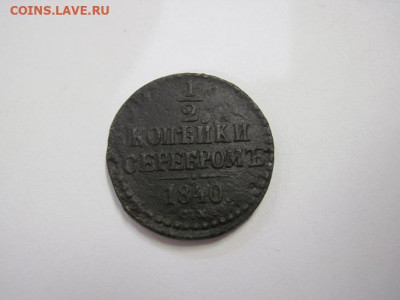 COINS.LAVE.RU
1
2
КОПѢЙКИ
СЕРЕБРОМЪ
1840